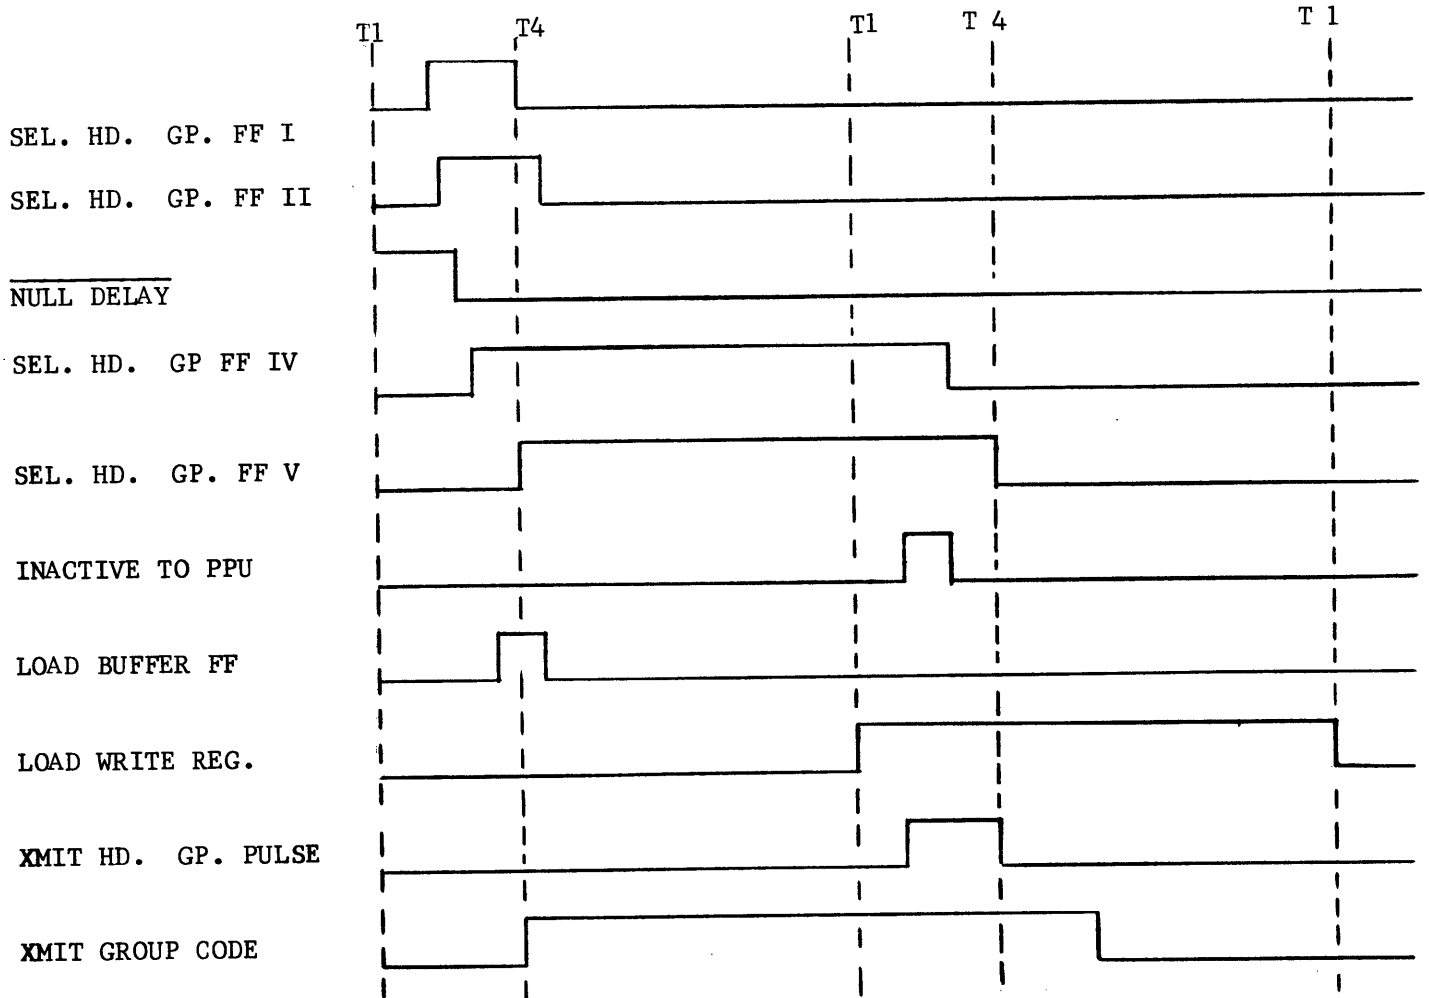 T1 T4 T1 T 4 T 1
SEL. HD. GP. FF I
SEL. HD. GP. FF II
NULL DELAY
SEL. HD. GP FF IV
SEL. HD. GP. FF V
INACTIVE TO PPU
LOAD BUFFER FF
LOAD WRITE REG.
XMIT HD. GP. PULSE
XMIT GROUP CODE